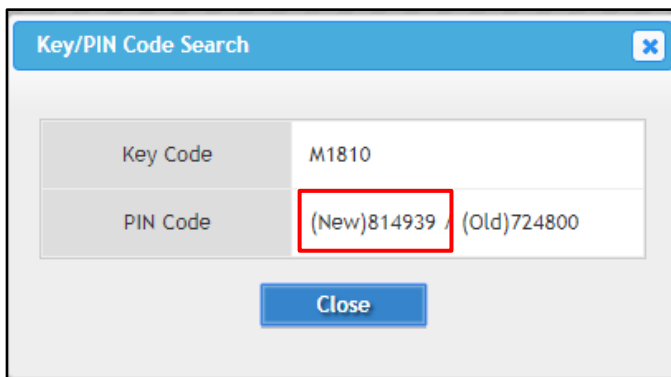 Key/PIN Code Search
Key Code M1810
PIN Code (New)814939 / (Old)724800
Close